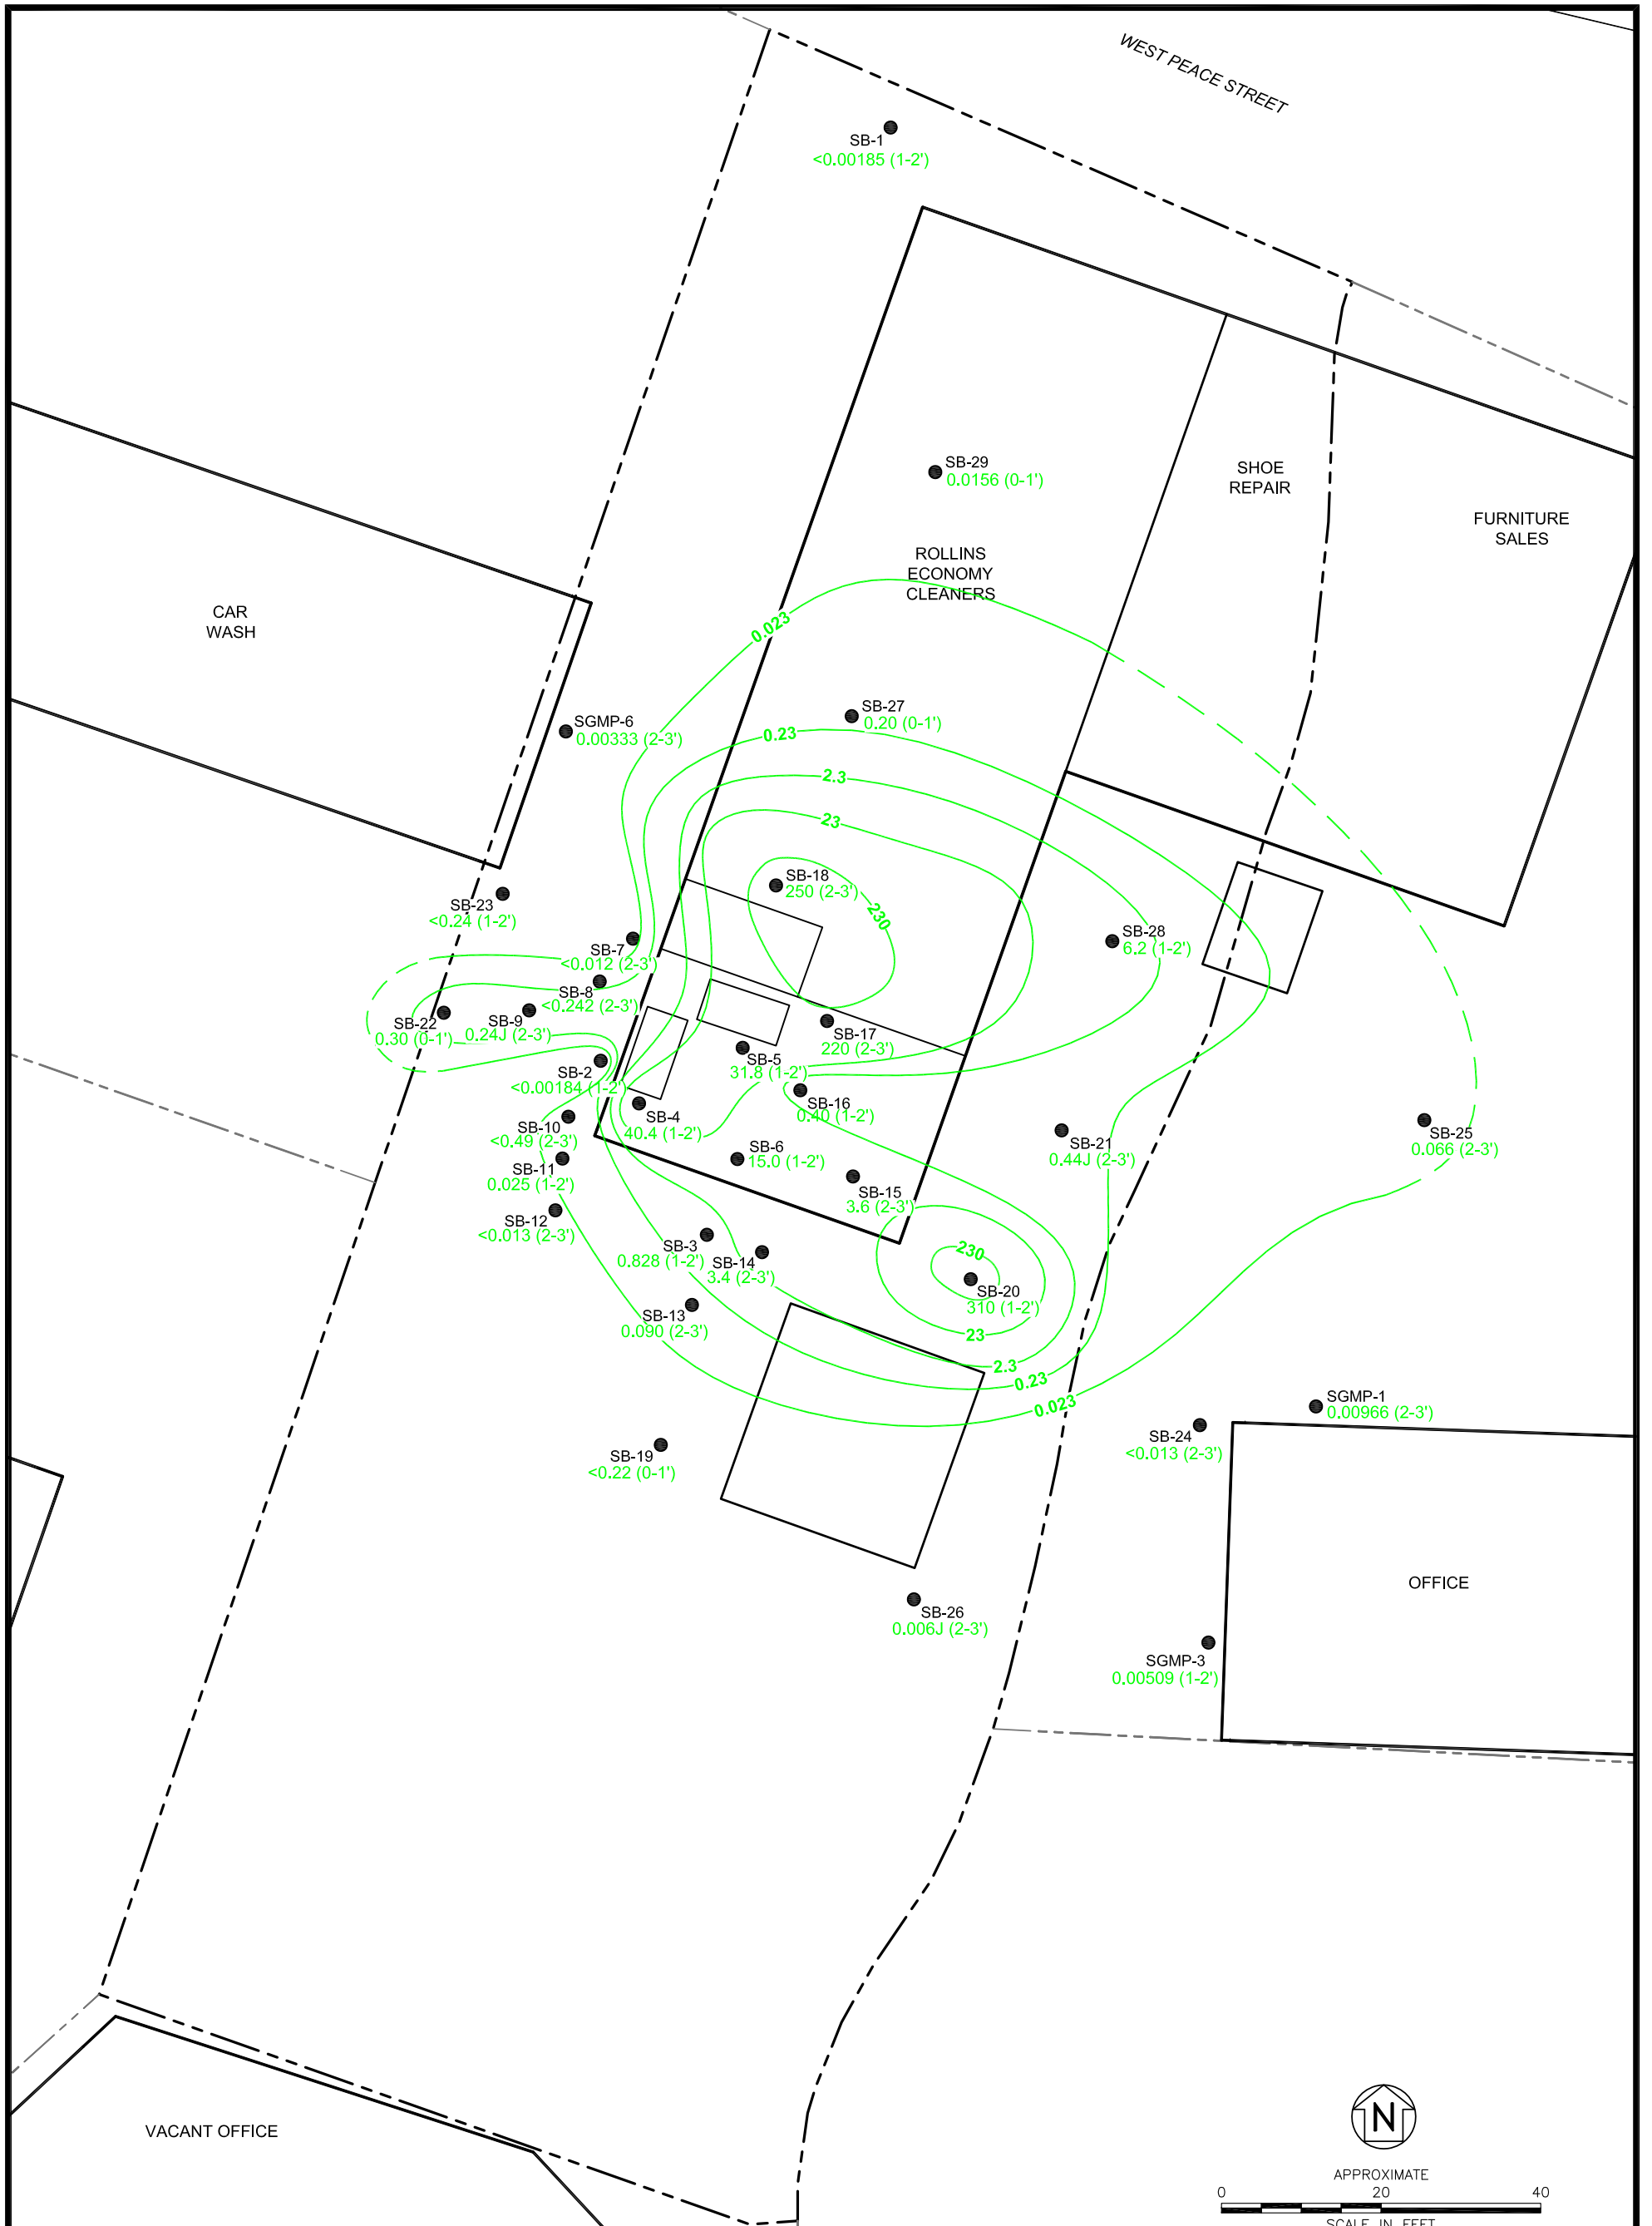 WEST PEACE STREET
SB-1
<0.00185 (1-2')
SB-29
0.0156 (0-1')
SHOE
REPAIR
FURNITURE
SALES
ROLLINS
ECONOMY
CLEANERS
CAR
WASH
0.023
SGMP-6
0.00333 (2-3')
SB-27
0.20 (0-1')
0.23
2.3
23
SB-18
250 (2-3')
230
SB-23
<0.24 (1-2')
SB-7
<0.012 (2-3')
SB-28
6.2 (1-2')
SB-8
<0.242 (2-3')
SB-22
0.30 (0-1')
SB-9
0.24J (2-3')
SB-17
220 (2-3')
SB-5
31.8 (1-2')
SB-2
<0.00184 (1-2')
SB-4
40.4 (1-2')
SB-16
0.40 (1-2')
SB-10
<0.49 (2-3')
SB-21
0.44J (2-3')
SB-25
0.066 (2-3')
SB-6
15.0 (1-2')
SB-11
0.025 (1-2')
SB-15
3.6 (2-3')
SB-12
<0.013 (2-3')
SB-3
0.828 (1-2')
SB-14
3.4 (2-3')
230
SB-20
310 (1-2')
SB-13
0.090 (2-3')
23
2.3
0.23
0.023
SGMP-1
0.00966 (2-3')
SB-24
<0.013 (2-3')
SB-19
<0.22 (0-1')
OFFICE
SB-26
0.006J (2-3')
SGMP-3
0.00509 (1-2')
VACANT OFFICE
N
APPROXIMATE
0 20 40
SCALE IN FEET